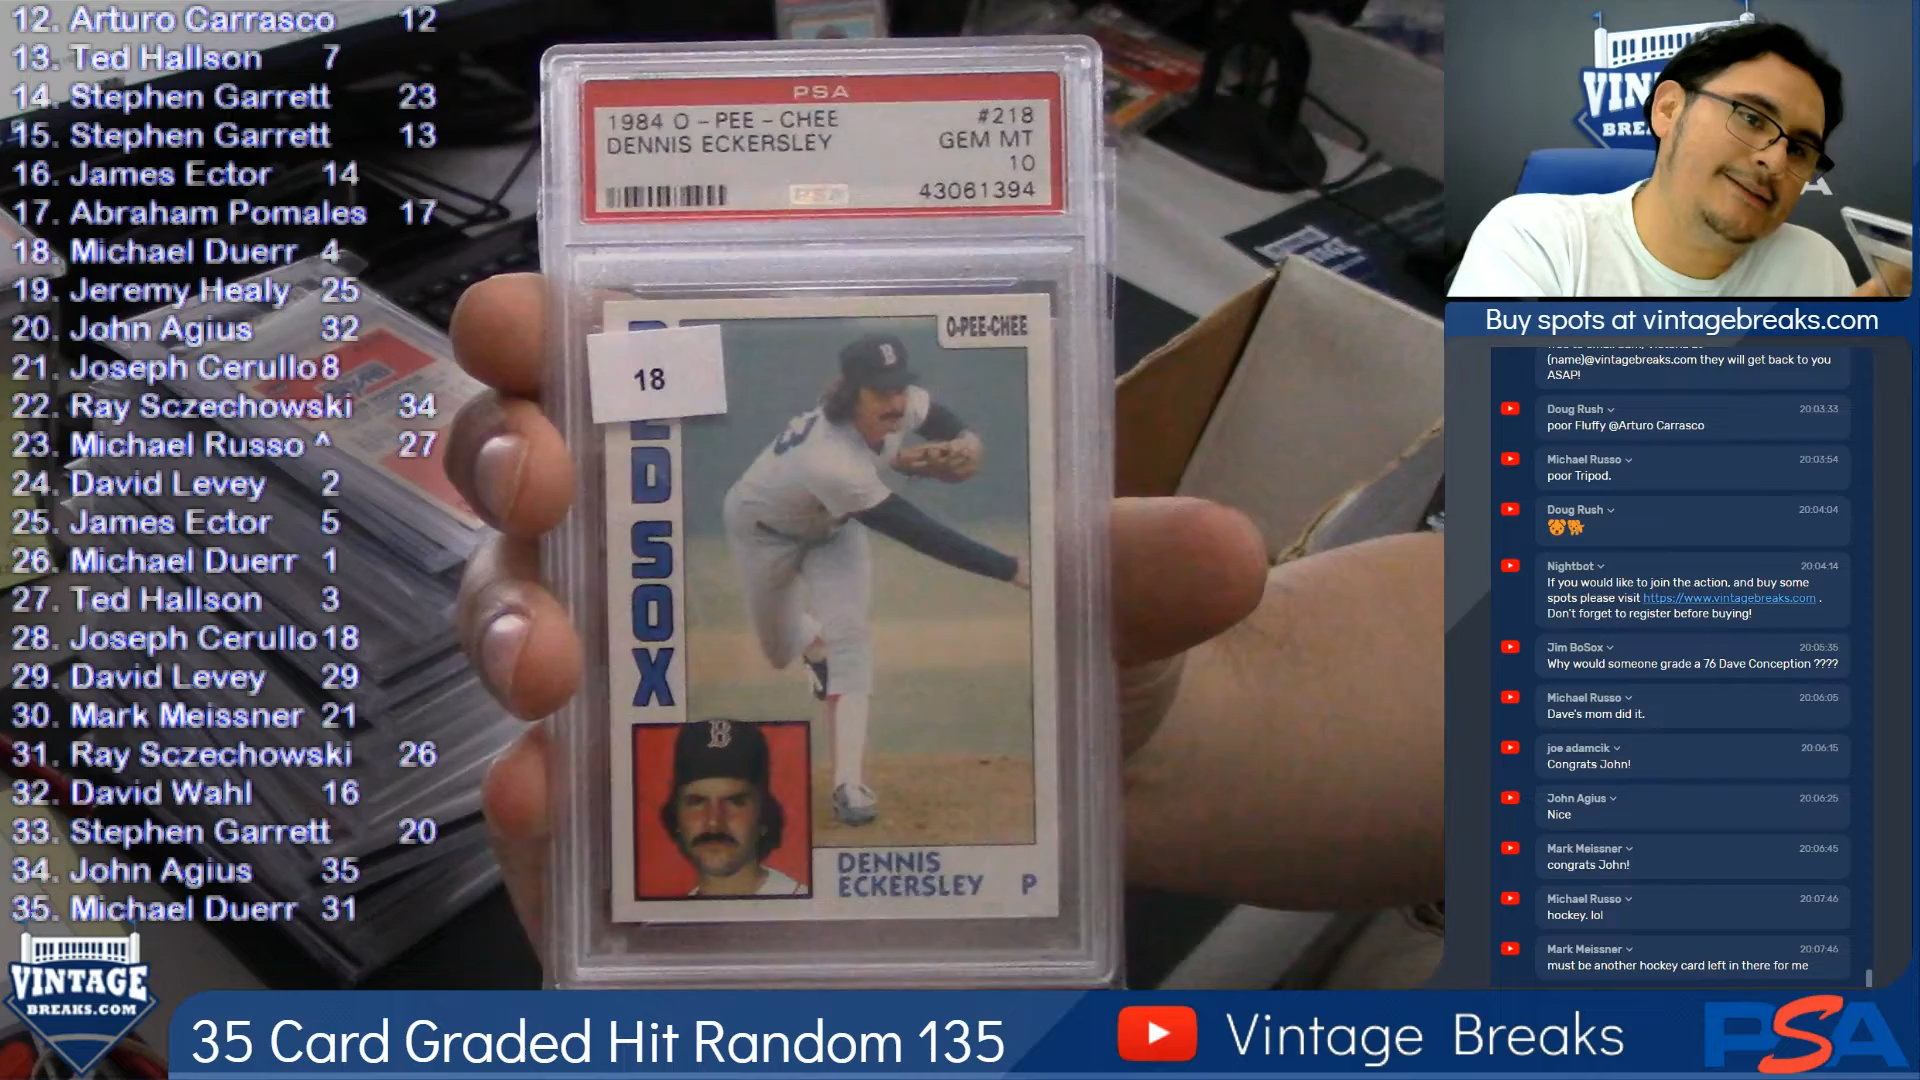 12. Arturo Carrasco 12
13. Ted Hallson 7
14. Stephen Garrett 23
15. Stephen Garrett 13
16. James Ector 14
17. Abraham Pomales 17
18. Michael Duerr 4
19. Jeremy Healy 25
20. John Agius 32
21. Joseph Cerullo 8
22. Ray Sczechowski 34
23. Michael Russo ^ 27
24. David Levey 2
25. James Ector 5
26. Michael Duerr 1
27. Ted Hallson 3
28. Joseph Cerullo 18
29. David Levey 29
30. Mark Meissner 21
31. Ray Sczechowski 26
32. David Wahl 16
33. Stephen Garrett 20
34. John Agius 35
35. Michael Duerr 31
VINTAGE
BREAKS.COM
PSA
1984 O - PEE - CHEE #218
DENNIS ECKERSLEY GEM MT
10
PSA 43061394
O-PEE-CHEE
18
RED SOX
B
B
DENNIS
ECKERSLEY P
VIN
BRE
Buy spots at vintagebreaks.com
(name)@vintagebreaks.com they will get back to you
ASAP!
Doug Rush 20:03:33
poor Fluffy @Arturo Carrasco
Michael Russo 20:03:54
poor Tripod.
Doug Rush 20:04:04
Nightbot 20:04:14
If you would like to join the action, and buy some
spots please visit https://www.vintagebreaks.com .
Don't forget to register before buying!
Jim BoSox 20:05:35
Why would someone grade a 76 Dave Conception ????
Michael Russo 20:06:05
Dave's mom did it.
joe adamcik 20:06:15
Congrats John!
John Agius 20:06:25
Nice
Mark Meissner 20:06:45
congrats John!
Michael Russo 20:07:46
hockey. lol
Mark Meissner 20:07:46
must be another hockey card left in there for me
35 Card Graded Hit Random 135
Vintage Breaks
PSA